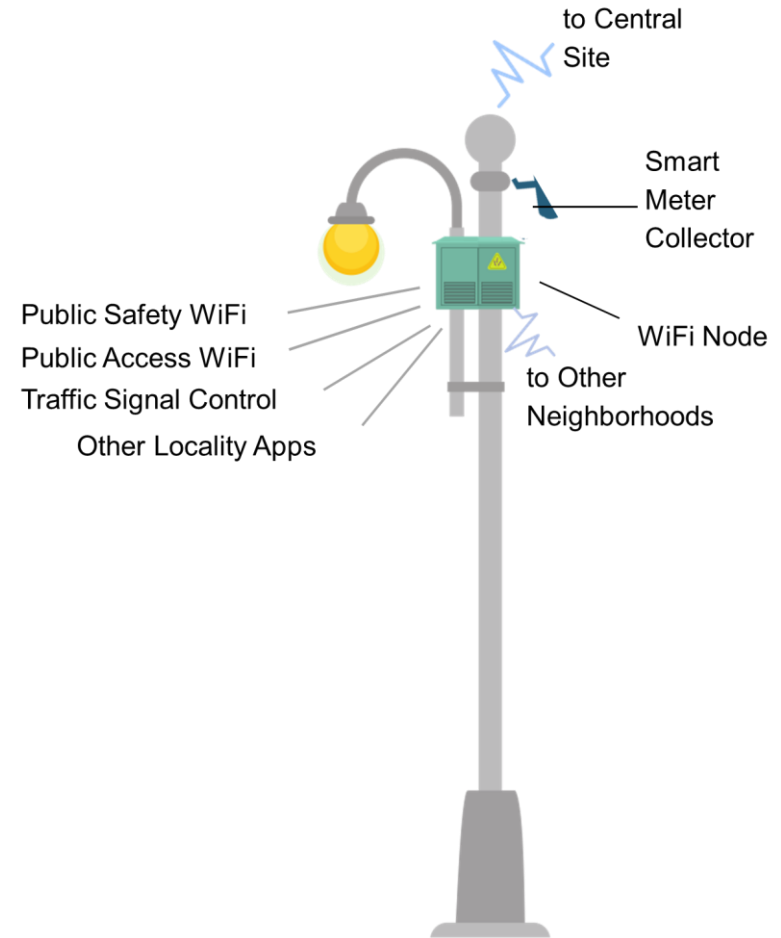 to Central
Site
Smart
Meter
Collector
Public Safety WiFi
Public Access WiFi
Traffic Signal Control
Other Locality Apps
WiFi Node
to Other
Neighborhoods